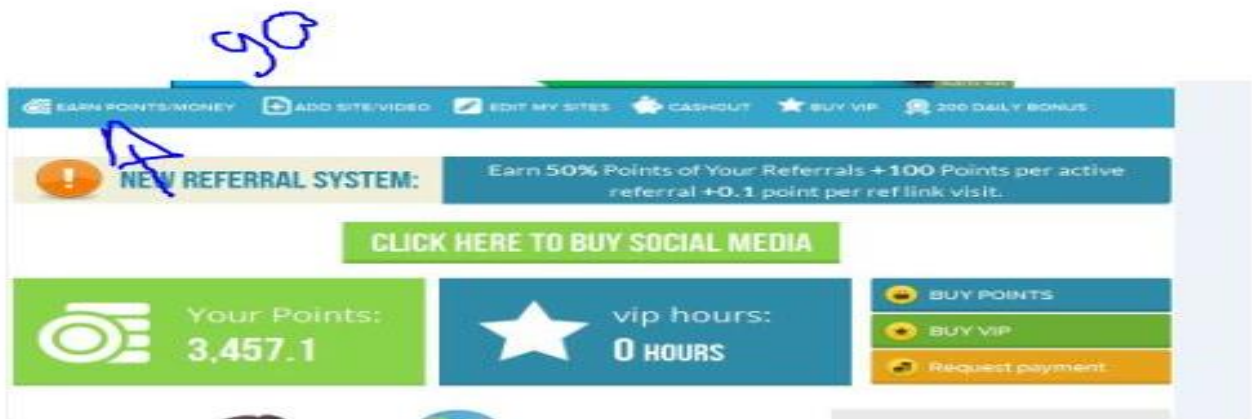 go
EARN POINTS/MONEY ADD SITE/VIDEO EDIT MY SITES CASHOUT BUY VIP 200 DAILY BONUS
NEW REFERRAL SYSTEM:
Earn 50% Points of Your Referrals +100 Points per active
referral +0.1 point per ref link visit.
CLICK HERE TO BUY SOCIAL MEDIA
Your Points:
3,457.1
vip hours:
0 HOURS
BUY POINTS
BUY VIP
Request payment